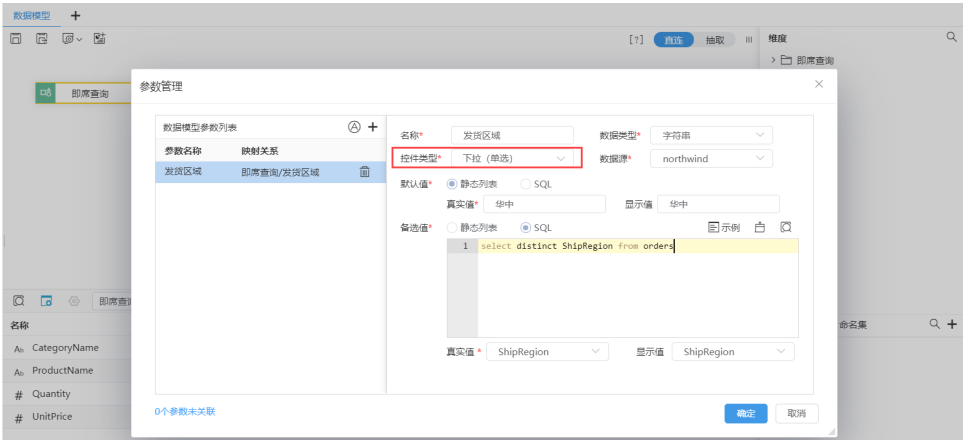 数据模型 +
[?] 直连 抽取
维度
即席查询
即席查询
参数管理
数据模型参数列表
参数名称 映射关系
发货区域 即席查询/发货区域
名称* 发货区域 数据类型* 字符串
控件类型* 下拉（单选） 数据源* northwind
默认值* 静态列表 SQL
真实值* 华中 显示值 华中
备选值* 静态列表 SQL 示例
1 select distinct ShipRegion from orders
真实值 * ShipRegion 显示值 ShipRegion
0个参数未关联
确定 取消
即席查询
名称
命名集
Ab CategoryName
Ab ProductName
# Quantity
# UnitPrice